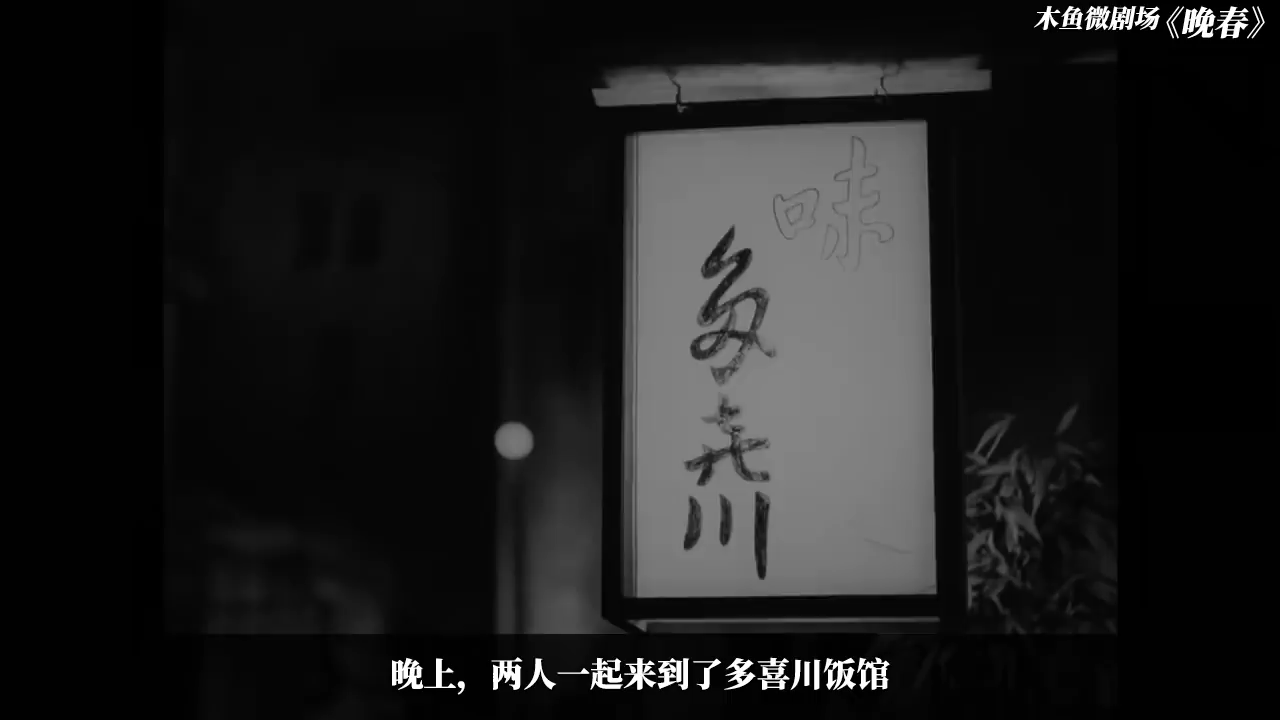 木鱼微剧场《晚春》
味
多㐂川
晚上，两人一起来到了多喜川饭馆